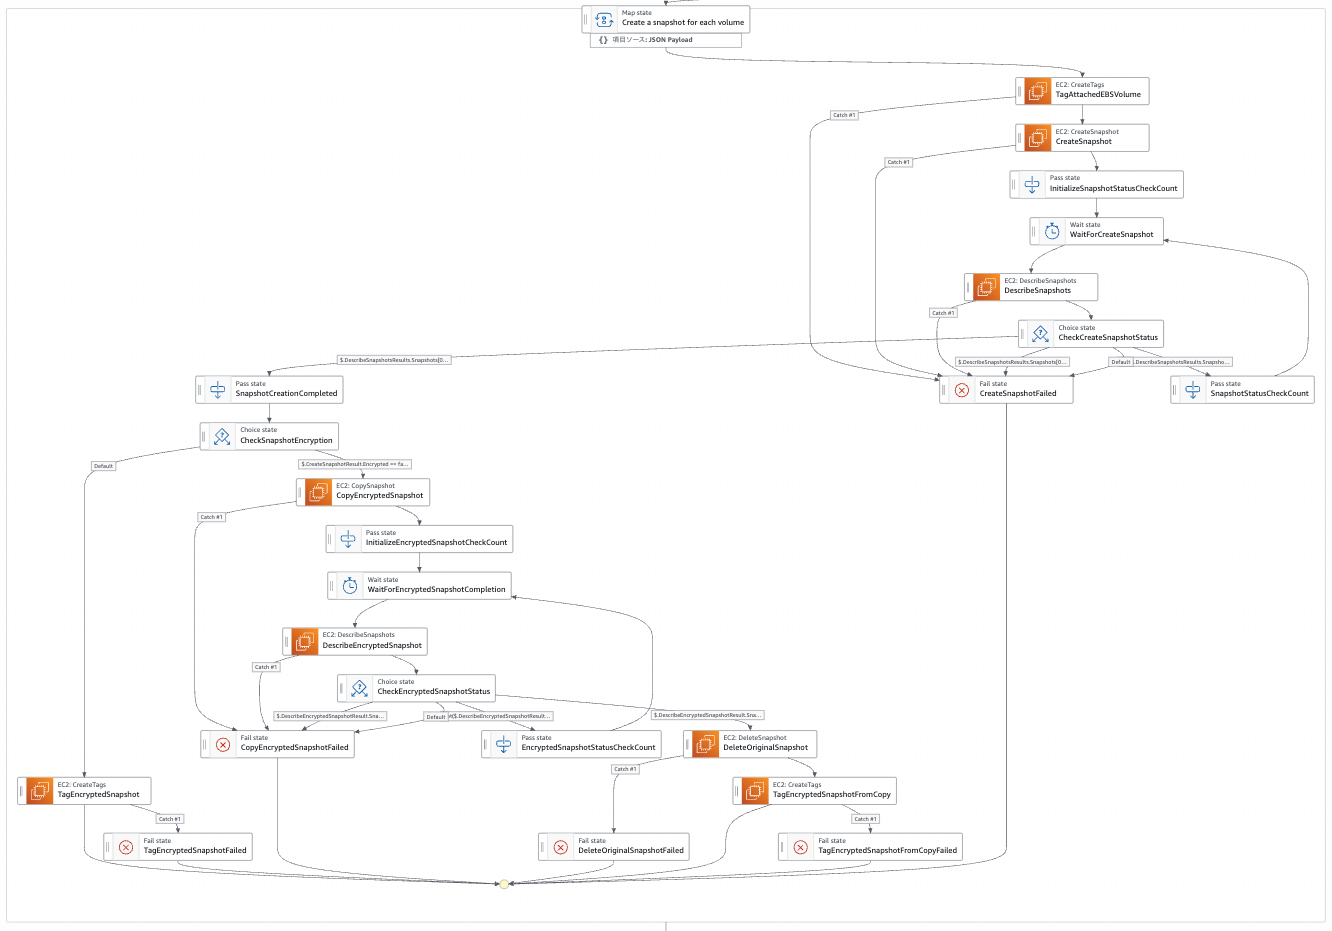 Map state
Create a snapshot for each volume
{} 項目ソース: JSON Payload
EC2: CreateTags
TagAttachedEBSVolume
Catch #1
EC2: CreateSnapshot
CreateSnapshot
Catch #1
Pass state
InitializeSnapshotStatusCheckCount
Wait state
WaitForCreateSnapshot
EC2: DescribeSnapshots
DescribeSnapshots
Catch #1
Choice state
CheckCreateSnapshotStatus
$.DescribeSnapshotsResults.Snapshots[0...
$.DescribeSnapshotsResults.Snapshots[0...
Default
.DescribeSnapshotsResults.Snapsho...
Pass state
SnapshotCreationCompleted
Fail state
CreateSnapshotFailed
Pass state
SnapshotStatusCheckCount
Choice state
CheckSnapshotEncryption
Default
$.CreateSnapshotResult.Encrypted == fa...
EC2: CopySnapshot
CopyEncryptedSnapshot
Catch #1
Pass state
InitializeEncryptedSnapshotCheckCount
Wait state
WaitForEncryptedSnapshotCompletion
EC2: DescribeSnapshots
DescribeEncryptedSnapshot
Catch #1
Choice state
CheckEncryptedSnapshotStatus
$.DescribeEncryptedSnapshotResult.Sna...
Default
($.DescribeEncryptedSnapshotResult...
$.DescribeEncryptedSnapshotResult.Sna...
Fail state
CopyEncryptedSnapshotFailed
Pass state
EncryptedSnapshotStatusCheckCount
EC2: DeleteSnapshot
DeleteOriginalSnapshot
Catch #1
EC2: CreateTags
TagEncryptedSnapshot
EC2: CreateTags
TagEncryptedSnapshotFromCopy
Catch #1
Catch #1
Fail state
TagEncryptedSnapshotFailed
Fail state
DeleteOriginalSnapshotFailed
Fail state
TagEncryptedSnapshotFromCopyFailed